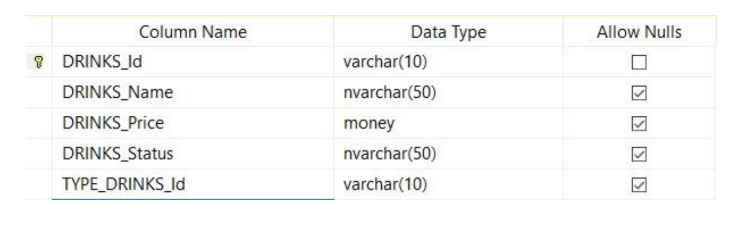 Column Name Data Type Allow Nulls
DRINKS_Id varchar(10)
DRINKS_Name nvarchar(50)
DRINKS_Price money
DRINKS_Status nvarchar(50)
TYPE_DRINKS_Id varchar(10)